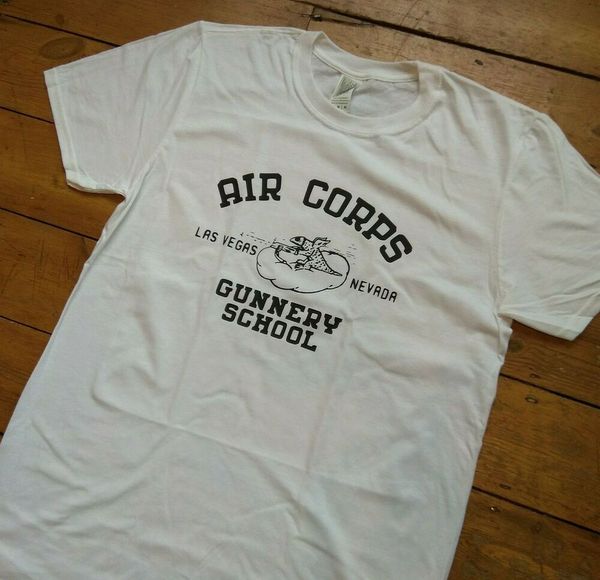 AIR CORPS
LAS VEGAS
NEVADA
GUNNERY
SCHOOL